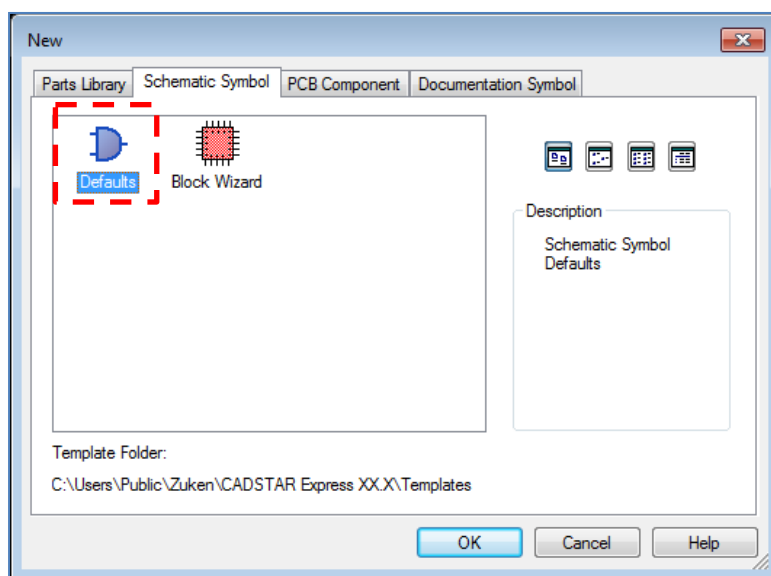 New
Parts Library
Schematic Symbol
PCB Component
Documentation Symbol
Defaults
Block Wizard
Description
Schematic Symbol
Defaults
Template Folder:
C:\Users\Public\Zuken\CADSTAR Express XX.X\Templates
OK
Cancel
Help